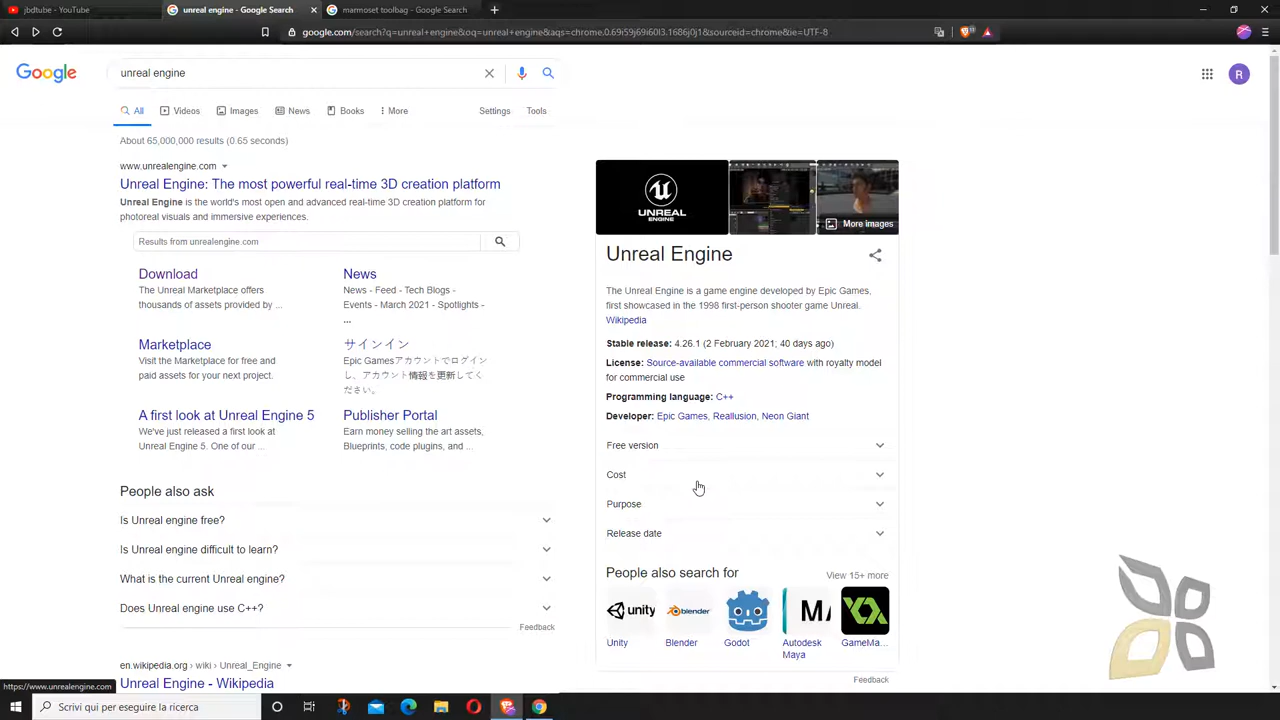 jbdtube - YouTube
unreal engine - Google Search
marmoset toolbag - Google Search
google.com/search?q=unreal+engine&oq=unreal+engine&aqs=chrome.0.69i59j69i60l3.1686j0j1&sourceid=chrome&ie=UTF-8
Google
unreal engine
R
All
Videos
Images
News
Books
More
Settings
Tools
About 65,000,000 results (0.65 seconds)
www.unrealengine.com
Unreal Engine: The most powerful real-time 3D creation platform
Unreal Engine is the world's most open and advanced real-time 3D creation platform for
photoreal visuals and immersive experiences.
Results from unrealengine.com
Download
The Unreal Marketplace offers
thousands of assets provided by ...
News
News - Feed - Tech Blogs -
Events - March 2021 - Spotlights -
...
Marketplace
Visit the Marketplace for free and
paid assets for your next project.
サインイン
Epic Gamesアカウントでログイン
し、アカウント情報を更新してく
ださい。
A first look at Unreal Engine 5
We've just released a first look at
Unreal Engine 5. One of our ...
Publisher Portal
Earn money selling the art assets,
Blueprints, code plugins, and ...
People also ask
Is Unreal engine free?
Is Unreal engine difficult to learn?
What is the current Unreal engine?
Does Unreal engine use C++?
Feedback
en.wikipedia.org › wiki › Unreal_Engine
Unreal Engine - Wikipedia
https://www.unrealengine.com
UNREAL
ENGINE
More images
Unreal Engine
The Unreal Engine is a game engine developed by Epic Games,
first showcased in the 1998 first-person shooter game Unreal.
Wikipedia
Stable release: 4.26.1 (2 February 2021; 40 days ago)
License: Source-available commercial software with royalty model
for commercial use
Programming language: C++
Developer: Epic Games, Reallusion, Neon Giant
Free version
Cost
Purpose
Release date
People also search for
View 15+ more
unity
blender
MA
Unity
Blender
Godot
Autodesk
Maya
GameMa...
Feedback
Scrivi qui per eseguire la ricerca